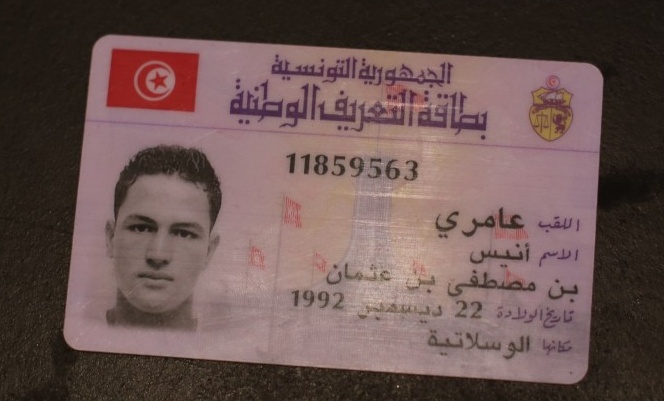 الجمهورية التونسية
بطاقة التعريف الوطنية
11859563
اللقب عامري
الاسم أنيس
بن مصطفى بن عثمان
تاريخ الولادة 22 ديسمبر 1992
مكانها الوسلاتية